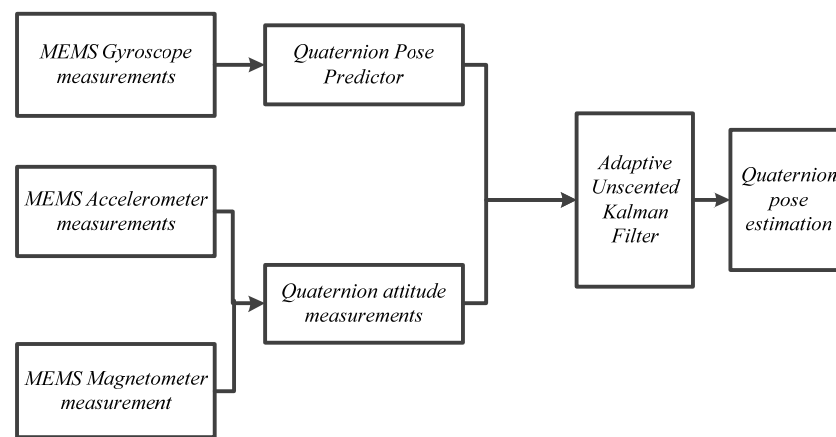 MEMS Gyroscope
measurements
Quaternion Pose
Predictor
MEMS Accelerometer
measurements
Quaternion attitude
measurements
MEMS Magnetometer
measurement
Adaptive
Unscented
Kalman
Filter
Quaternion
pose
estimation